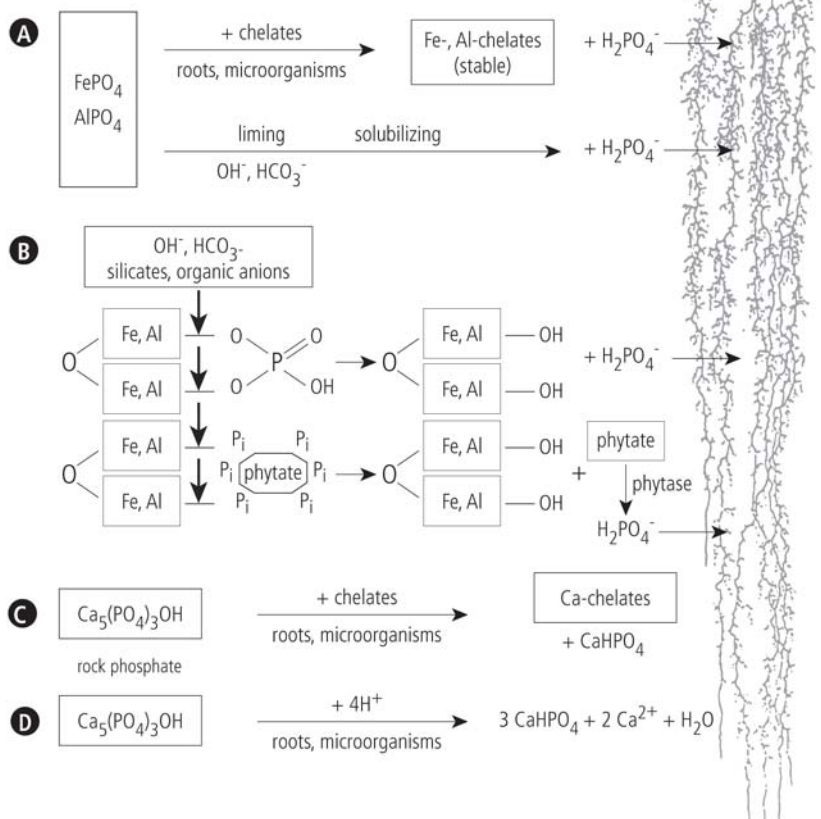 A
FePO₄
AlPO₄
+ chelates
roots, microorganisms
Fe-, Al-chelates
(stable)
+ H₂PO₄⁻
liming solubilizing
OH⁻, HCO₃⁻
+ H₂PO₄⁻
B
OH⁻, HCO₃-
silicates, organic anions
Fe, Al
Fe, Al
O
O
O
P
O
OH
O
Fe, Al
OH
Fe, Al
OH
+ H₂PO₄⁻
Fe, Al
Fe, Al
O
Pᵢ Pᵢ
Pᵢ phytate Pᵢ
Pᵢ Pᵢ
O
Fe, Al
OH
Fe, Al
OH
+
phytate
phytase
H₂PO₄⁻
C
Ca₅(PO₄)₃OH
rock phosphate
+ chelates
roots, microorganisms
Ca-chelates
+ CaHPO₄
D
Ca₅(PO₄)₃OH
+ 4H⁺
roots, microorganisms
3 CaHPO₄ + 2 Ca²⁺ + H₂O